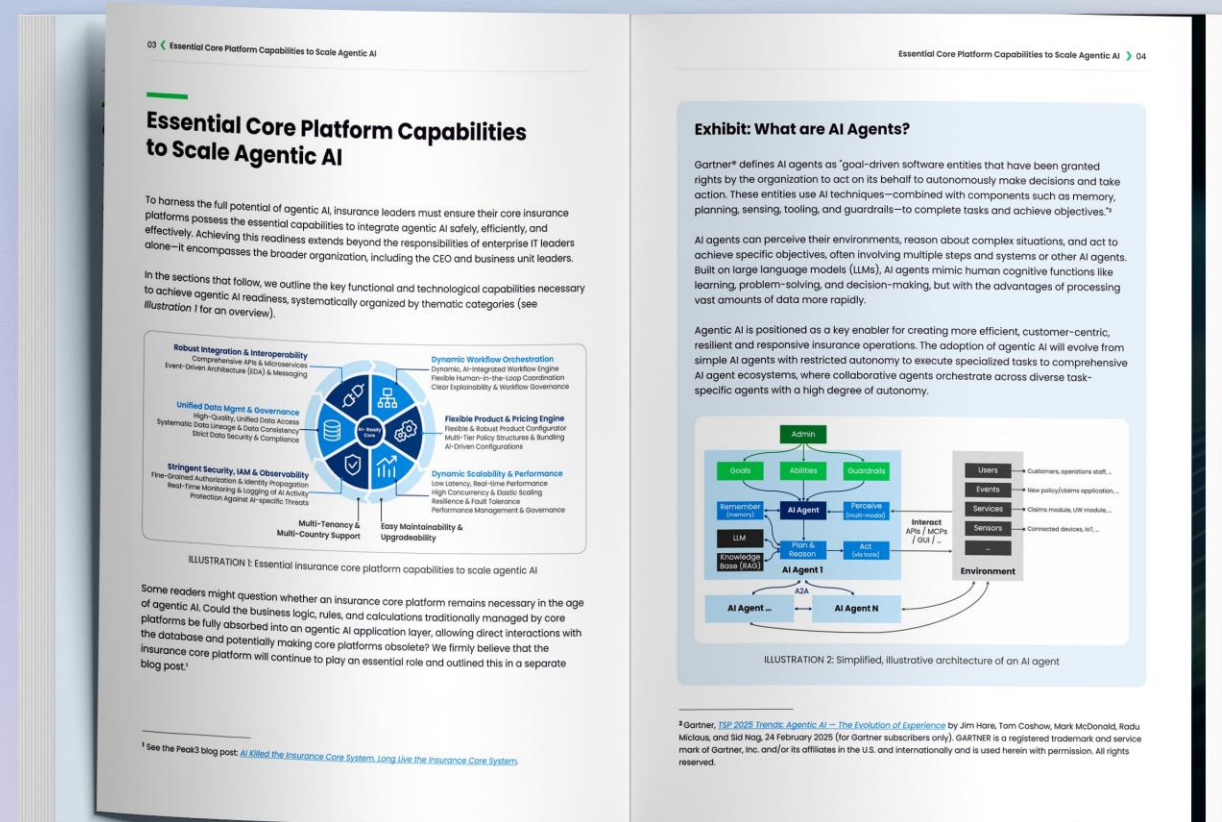 03 ❮ Essential Core Platform Capabilities to Scale Agentic AI
Essential Core Platform Capabilities
to Scale Agentic AI
To harness the full potential of agentic AI, insurance leaders must ensure their core insurance
platforms possess the essential capabilities to integrate agentic AI safely, efficiently, and
effectively. Achieving this readiness extends beyond the responsibilities of enterprise IT leaders
alone—it encompasses the broader organization, including the CEO and business unit leaders.
In the sections that follow, we outline the key functional and technological capabilities necessary
to achieve agentic AI readiness, systematically organized by thematic categories (see
Illustration 1 for an overview).
Robust Integration & Interoperability
Comprehensive APIs & Microservices
Event-Driven Architecture (EDA) & Messaging
Unified Data Mgmt & Governance
High-Quality, Unified Data Access
Systematic Data Lineage & Data Consistency
Strict Data Security & Compliance
Stringent Security, IAM & Observability
Fine-Grained Authorization & Identity Propagation
Real-Time Monitoring & Logging of AI Activity
Protection Against AI-specific Threats
Multi-Tenancy &
Multi-Country Support
AI-Ready
Core
Dynamic Workflow Orchestration
Dynamic, AI-Integrated Workflow Engine
Flexible Human-in-the-Loop Coordination
Clear Explainability & Workflow Governance
Flexible Product & Pricing Engine
Flexible & Robust Product Configurator
Multi-Tier Policy Structures & Bundling
AI-Driven Configurations
Dynamic Scalability & Performance
Low Latency, Real-time Performance
High Concurrency & Elastic Scaling
Resilience & Fault Tolerance
Performance Management & Governance
Easy Maintainability &
Upgradeability
ILLUSTRATION 1: Essential insurance core platform capabilities to scale agentic AI
Some readers might question whether an insurance core platform remains necessary in the age
of agentic AI. Could the business logic, rules, and calculations traditionally managed by core
platforms be fully absorbed into an agentic AI application layer, allowing direct interactions with
the database and potentially making core platforms obsolete? We firmly believe that the
insurance core platform will continue to play an essential role and outlined this in a separate
blog post.¹
¹ See the Peak3 blog post: AI Killed the Insurance Core System. Long Live the Insurance Core System.
Essential Core Platform Capabilities to Scale Agentic AI ❯ 04
Exhibit: What are AI Agents?
Gartner® defines AI agents as "goal-driven software entities that have been granted
rights by the organization to act on its behalf to autonomously make decisions and take
action. These entities use AI techniques—combined with components such as memory,
planning, sensing, tooling, and guardrails—to complete tasks and achieve objectives."²
AI agents can perceive their environments, reason about complex situations, and act to
achieve specific objectives, often involving multiple steps and systems or other AI agents.
Built on large language models (LLMs), AI agents mimic human cognitive functions like
learning, problem-solving, and decision-making, but with the advantages of processing
vast amounts of data more rapidly.
Agentic AI is positioned as a key enabler for creating more efficient, customer-centric,
resilient and responsive insurance operations. The adoption of agentic AI will evolve from
simple AI agents with restricted autonomy to execute specialized tasks to comprehensive
AI agent ecosystems, where collaborative agents orchestrate across diverse task-
specific agents with a high degree of autonomy.
Admin
Goals
Abilities
Guardrails
Remember
(memory)
AI Agent
Perceive
(multi-modal)
LLM
Knowledge
Base (RAG)
Plan &
Reason
Act
(via tools)
AI Agent 1
A2A
AI Agent ...
AI Agent N
Interact
APIs / MCPs
/ GUI / ...
Users
Events
Services
Sensors
...
Environment
Customers, operations staff, ...
New policy/claims application, ...
Claims module, UW module, ...
Connected devices, IoT, ...
ILLUSTRATION 2: Simplified, illustrative architecture of an AI agent
² Gartner, TSP 2025 Trends: Agentic AI — The Evolution of Experience by Jim Hare, Tom Coshow, Mark McDonald, Radu
Miclaus, and Sid Nag, 24 February 2025 (for Gartner subscribers only). GARTNER is a registered trademark and service
mark of Gartner, Inc. and/or its affiliates in the U.S. and internationally and is used herein with permission. All rights
reserved.